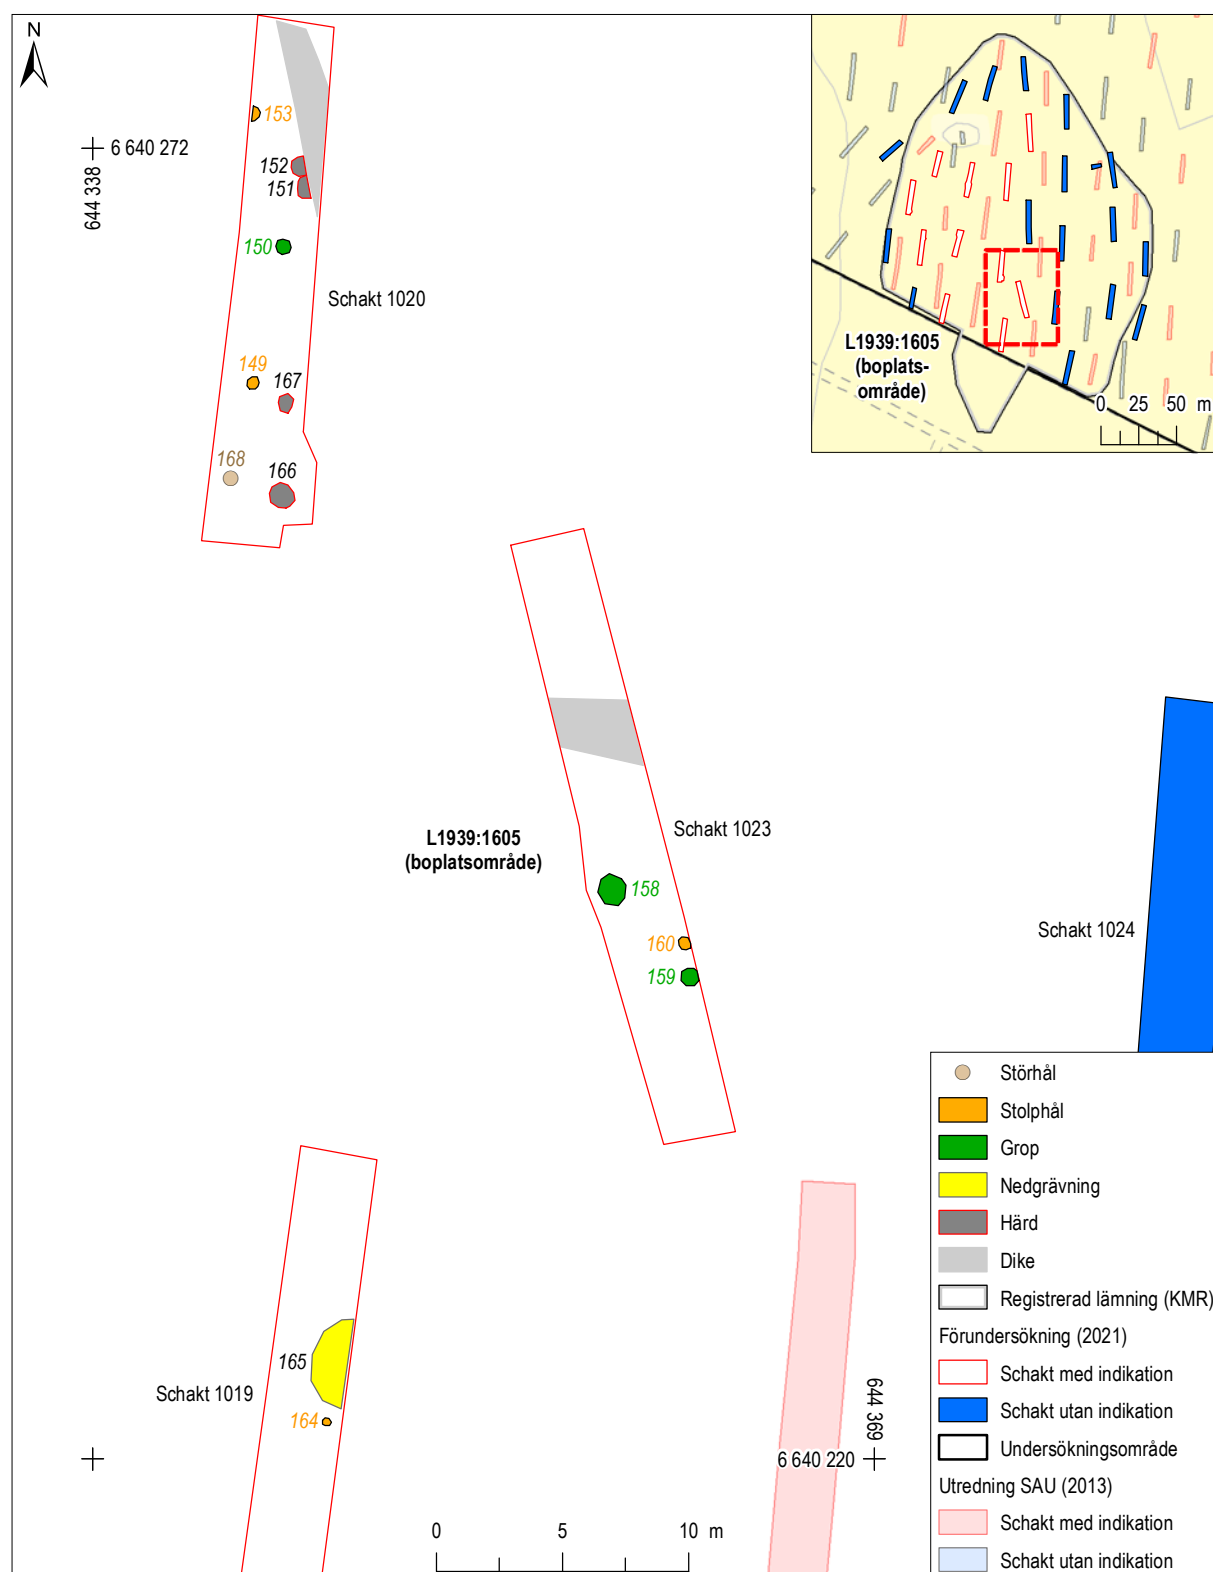 N
6 640 272
644 338
153
152
151
150
Schakt 1020
149
167
168
166
L1939:1605
(boplats-
område)
0 25 50 m
Schakt 1023
L1939:1605
(boplatsområde)
158
160
159
Schakt 1024
165
Schakt 1019
164
644 369
6 640 220
0 5 10 m
Störhål
Stolphål
Grop
Nedgrävning
Härd
Dike
Registrerad lämning (KMR)
Förundersökning (2021)
Schakt med indikation
Schakt utan indikation
Undersökningsområde
Utredning SAU (2013)
Schakt med indikation
Schakt utan indikation